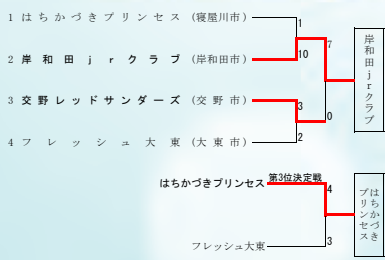 1 はちかづきプリンセス (寝屋川市)
1
7
岸和田jrクラブ
2 岸和田jrクラブ (岸和田市)
10
3 交野レッドサンダーズ (交野市)
3
0
4 フレッシュ大東 (大東市)
2
はちかづきプリンセス
第3位決定戦
4
はちかづき
プリンセス
フレッシュ大東
3